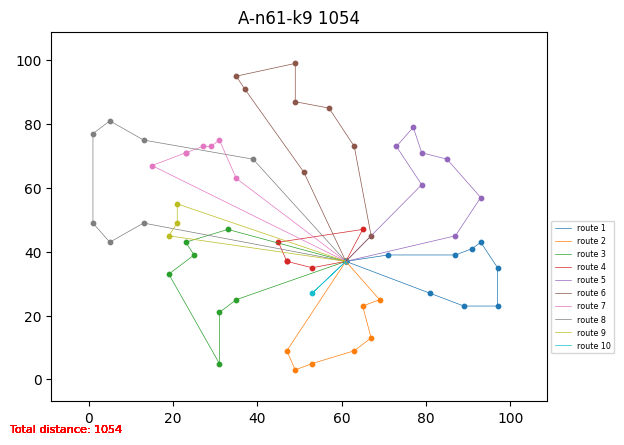 A-n61-k9 1054
100
80
60
40
20
0
0 20 40 60 80 100
route 1
route 2
route 3
route 4
route 5
route 6
route 7
route 8
route 9
route 10
Total distance: 1054